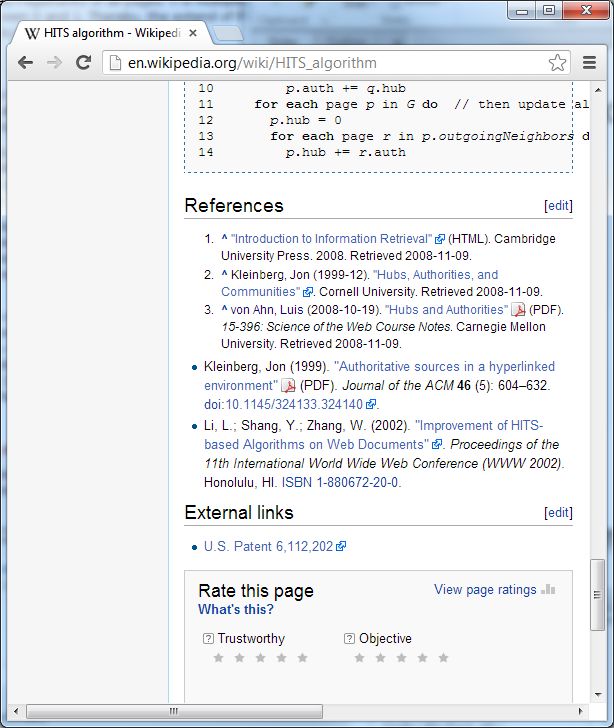 HITS algorithm - Wikipedi
en.wikipedia.org/wiki/HITS_algorithm
10 p.auth += q.hub
11 for each page p in G do // then update al
12 p.hub = 0
13 for each page r in p.outgoingNeighbors d
14 p.hub += r.auth
References [edit]
1. ^ "Introduction to Information Retrieval" (HTML). Cambridge
University Press. 2008. Retrieved 2008-11-09.
2. ^ Kleinberg, Jon (1999-12). "Hubs, Authorities, and
Communities". Cornell University. Retrieved 2008-11-09.
3. ^ von Ahn, Luis (2008-10-19). "Hubs and Authorities" (PDF).
15-396: Science of the Web Course Notes. Carnegie Mellon
University. Retrieved 2008-11-09.
• Kleinberg, Jon (1999). "Authoritative sources in a hyperlinked
environment" (PDF). Journal of the ACM 46 (5): 604–632.
doi:10.1145/324133.324140.
• Li, L.; Shang, Y.; Zhang, W. (2002). "Improvement of HITS-
based Algorithms on Web Documents". Proceedings of the
11th International World Wide Web Conference (WWW 2002).
Honolulu, HI. ISBN 1-880672-20-0.
External links [edit]
• U.S. Patent 6,112,202
Rate this page View page ratings
What's this?
? Trustworthy ? Objective